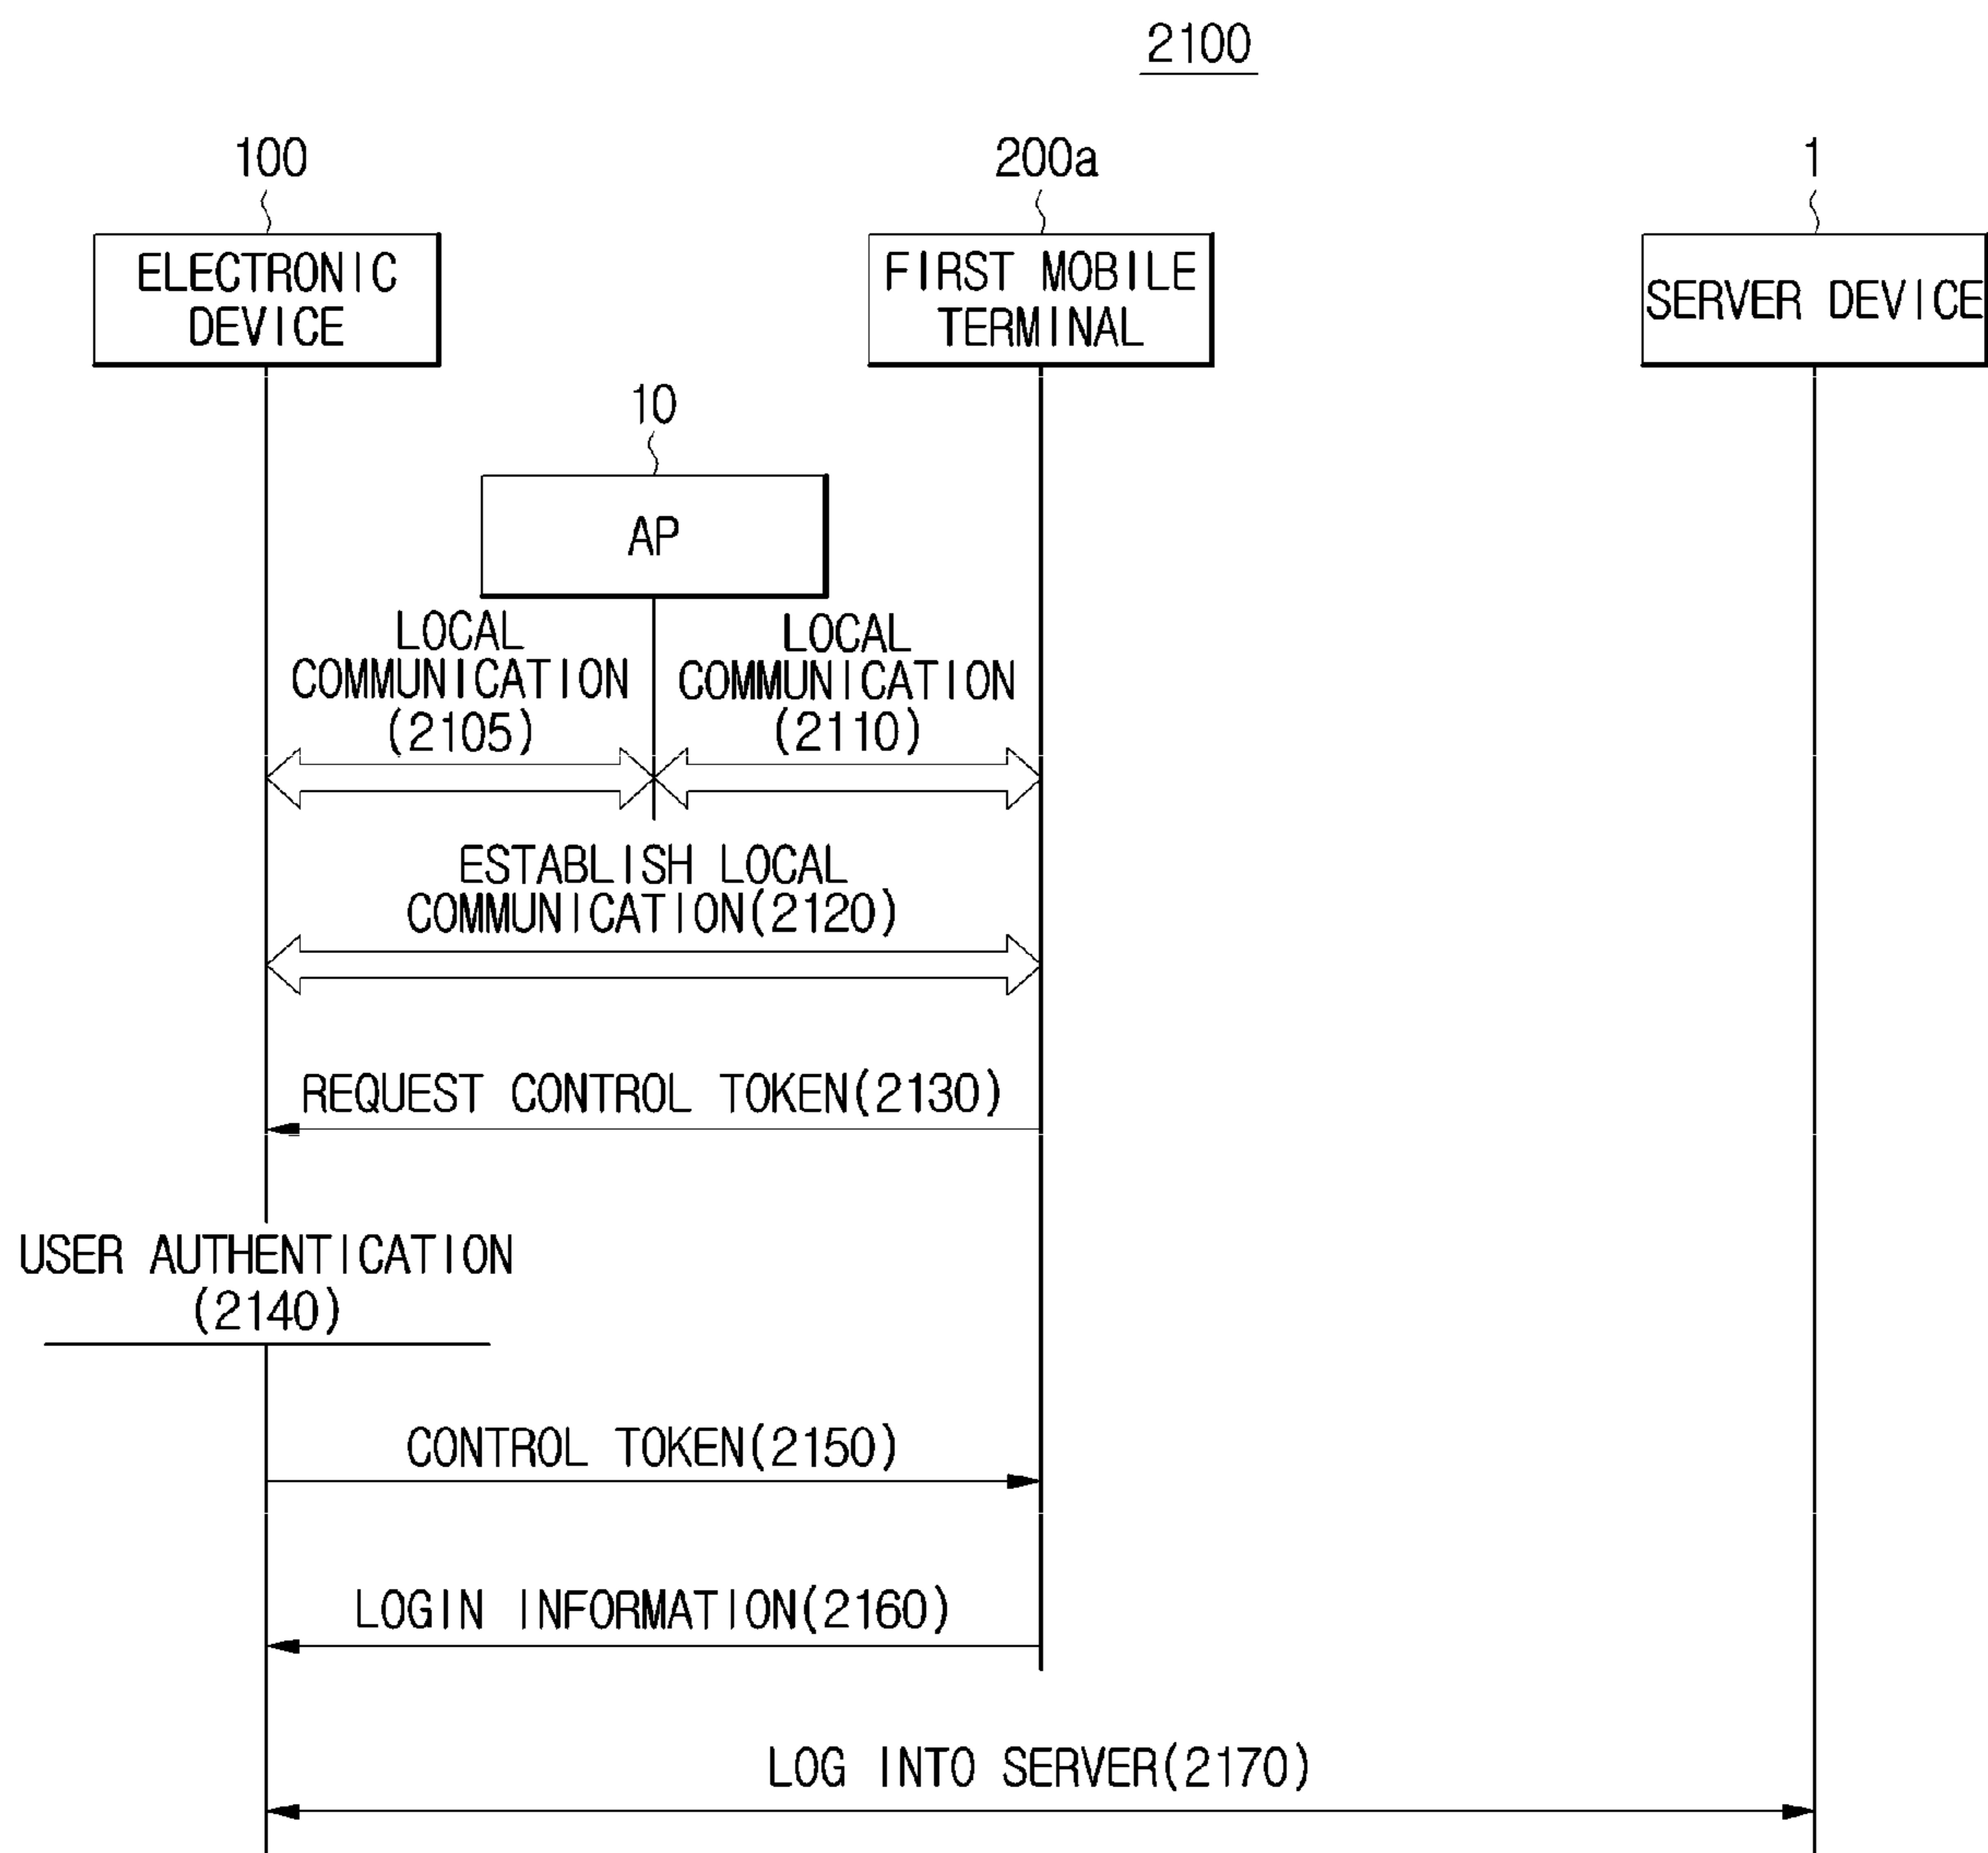 2100
100
200a
1
ELECTRONIC
DEVICE
FIRST MOBILE
TERMINAL
SERVER DEVICE
10
AP
LOCAL
COMMUNICATION
(2105)
LOCAL
COMMUNICATION
(2110)
ESTABLISH LOCAL
COMMUNICATION(2120)
REQUEST CONTROL TOKEN(2130)
USER AUTHENTICATION
(2140)
CONTROL TOKEN(2150)
LOGIN INFORMATION(2160)
LOG INTO SERVER(2170)